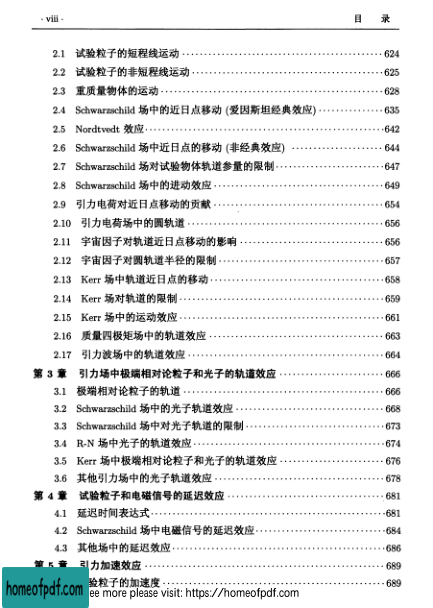 · viii ·	目 录
2.1 试验粒子的短程线运动 ································ 624
2.2 试验粒子的非短程线运动 ································ 625
2.3 重质量物体的运动 ································ 628
2.4 Schwarzschild 场中的近日点移动 (爱因斯坦经典效应) ················ 635
2.5 Nordtvedt 效应 ································ 642
2.6 Schwarzschild 场中近日点的移动 (非经典效应) ················ 644
2.7 Schwarzschild 场对试验物体轨道参量的限制 ················ 647
2.8 Schwarzschild 场中的进动效应 ················ 649
2.9 引力电荷对近日点移动的贡献 ················ 654
2.10 引力电荷场中的圆轨道 ················ 656
2.11 宇宙因子对轨道近日点移动的影响 ················ 656
2.12 宇宙因子对圆轨道半径的限制 ················ 657
2.13 Kerr 场中轨道近日点的移动 ················ 658
2.14 Kerr 场对轨道的限制 ················ 659
2.15 Kerr 场中的运动效应 ················ 661
2.16 质量四极矩场中的轨道效应 ················ 663
2.17 引力波场中的轨道效应 ················ 664
第 3 章 引力场中极端相对论粒子和光子的轨道效应 ················ 666
3.1 极端相对论粒子的轨道 ················ 666
3.2 Schwarzschild 场中的光子轨道效应 ················ 668
3.3 Schwarzschild 场中对光子轨道的限制 ················ 673
3.4 R-N 场中光子的轨道效应 ················ 674
3.5 Kerr 场中极端相对论粒子和光子的轨道效应 ················ 676
3.6 其他引力场中的光子轨道效应 ················ 678
第 4 章 试验粒子和电磁信号的延迟效应 ················ 681
4.1 延迟时间表达式 ················ 681
4.2 Schwarzschild 场中电磁信号的延迟效应 ················ 684
4.3 其他场中的延迟效应 ················ 686
第 5 章 引力加速效应 ················ 689
验粒子的加速度 ················ 689
homeofpdf.com
ee more please visit: https://homeofpdf.com